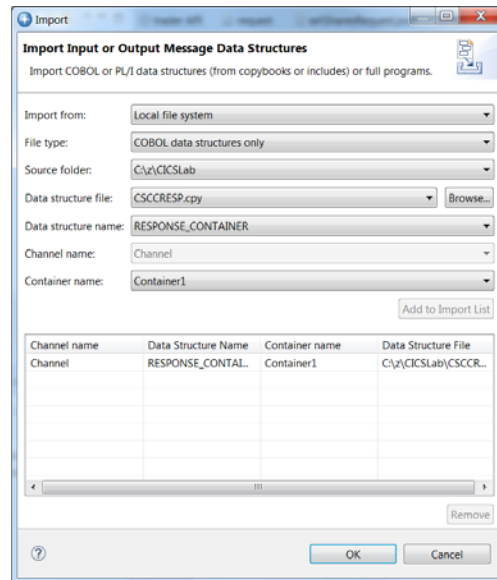 Import
Import Input or Output Message Data Structures
Import COBOL or PL/I data structures (from copybooks or includes) or full programs.
Import from: Local file system
File type: COBOL data structures only
Source folder: C:\z\CICSLab
Data structure file: CSCCRESP.cpy Browse...
Data structure name: RESPONSE_CONTAINER
Channel name: Channel
Container name: Container1
Add to Import List
Channel name Data Structure Name Container name Data Structure File
Channel RESPONSE_CONTAI... Container1 C:\z\CICSLab\CSCCR...
Remove
OK Cancel